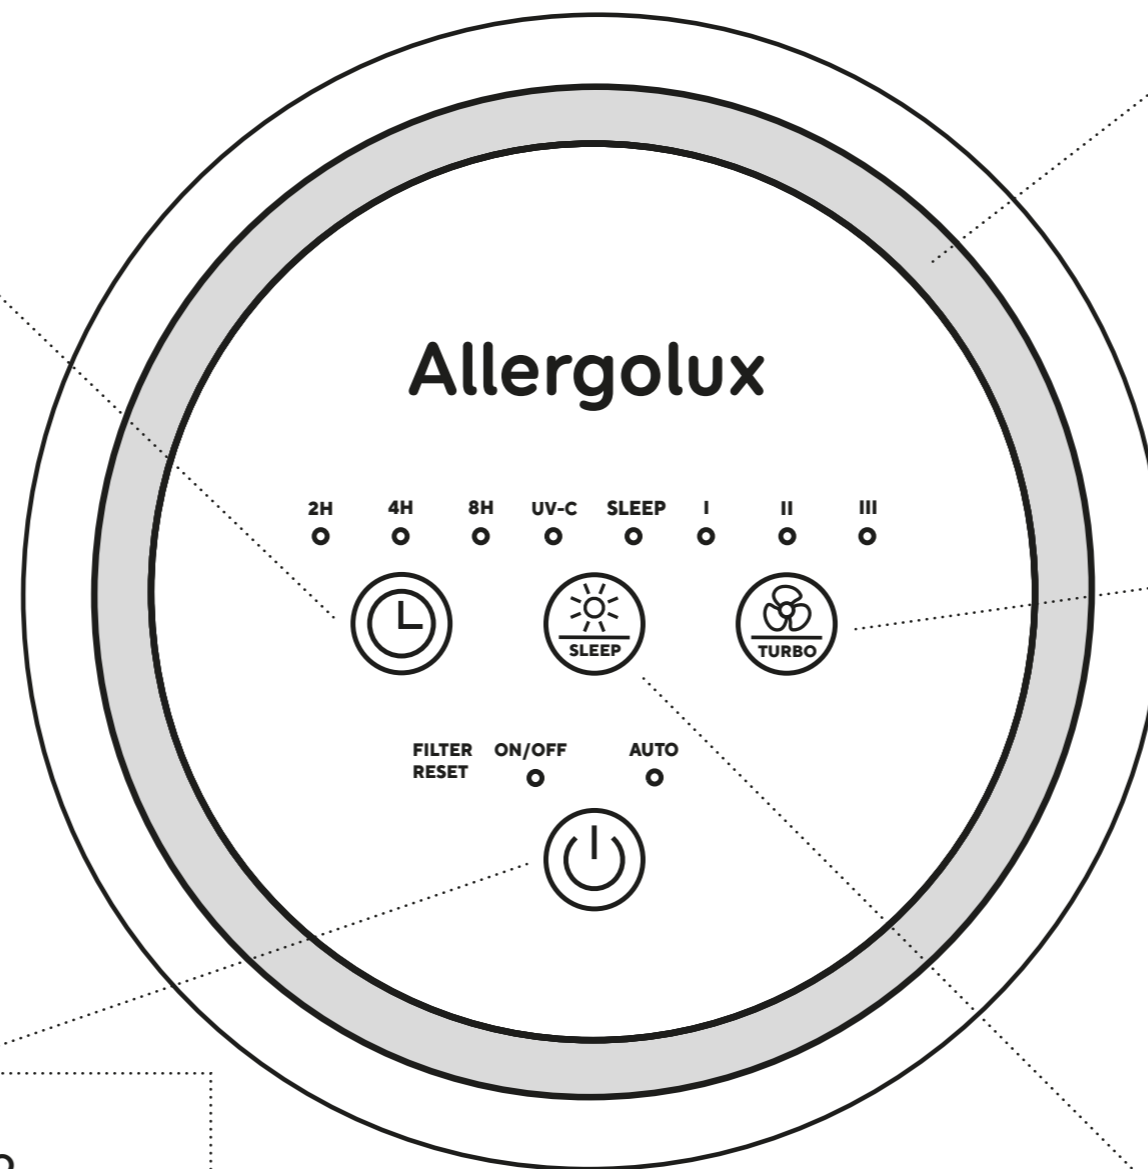 Allergolux
2H 4H 8H UV-C SLEEP I II III
SLEEP TURBO
FILTER ON/OFF AUTO
RESET